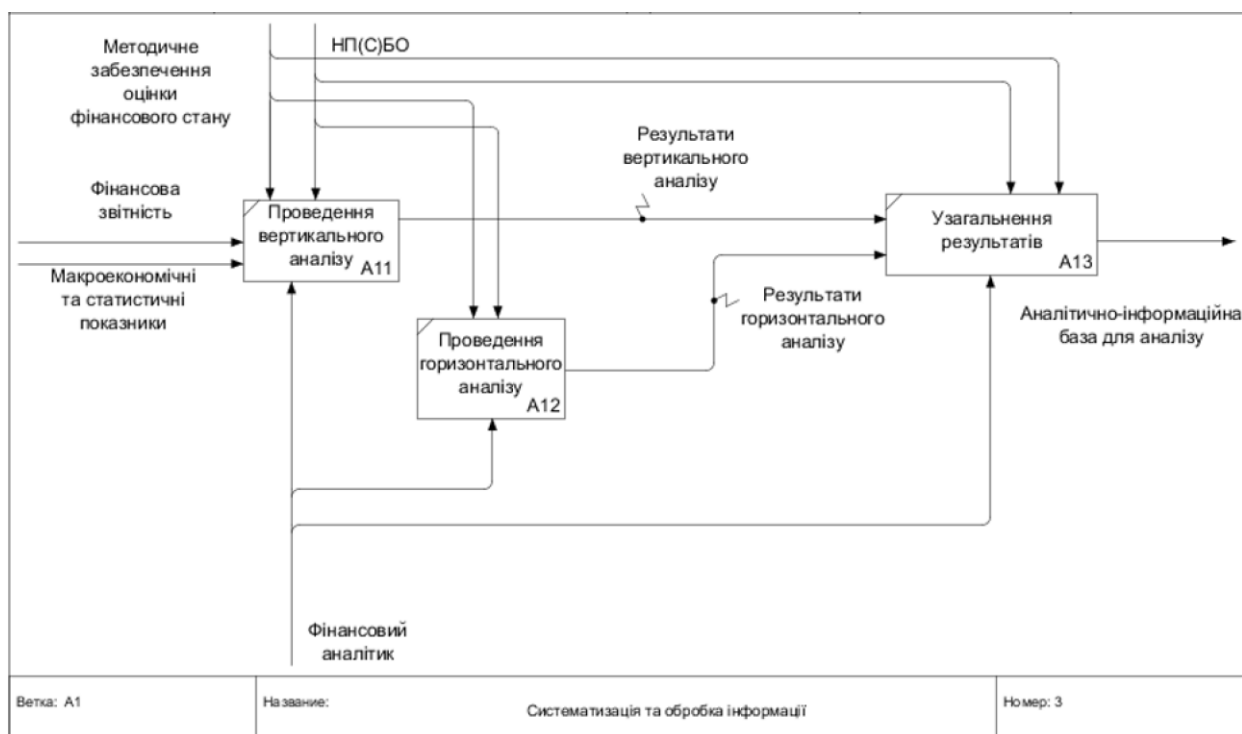 Методичне
забезпечення
оцінки
фінансового стану
НП(С)БО
Фінансова
звітність
Макроекономічні
та статистичні
показники
Проведення
вертикального
аналізу
A11
Результати
вертикального
аналізу
Узагальнення
результатів
A13
Проведення
горизонтального
аналізу
A12
Результати
горизонтального
аналізу
Аналітично-інформаційна
база для аналізу
Фінансовий
аналітик
Ветка: A1
Название:
Систематизація та обробка інформації
Номер: 3